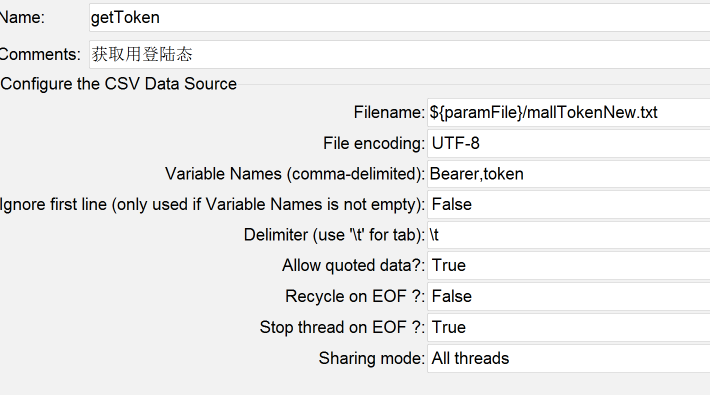 Name: getToken
Comments: 获取用登陆态
Configure the CSV Data Source
Filename: ${paramFile}/mallTokenNew.txt
File encoding: UTF-8
Variable Names (comma-delimited): Bearer,token
Ignore first line (only used if Variable Names is not empty): False
Delimiter (use '\t' for tab): \t
Allow quoted data?: True
Recycle on EOF ?: False
Stop thread on EOF ?: True
Sharing mode: All threads